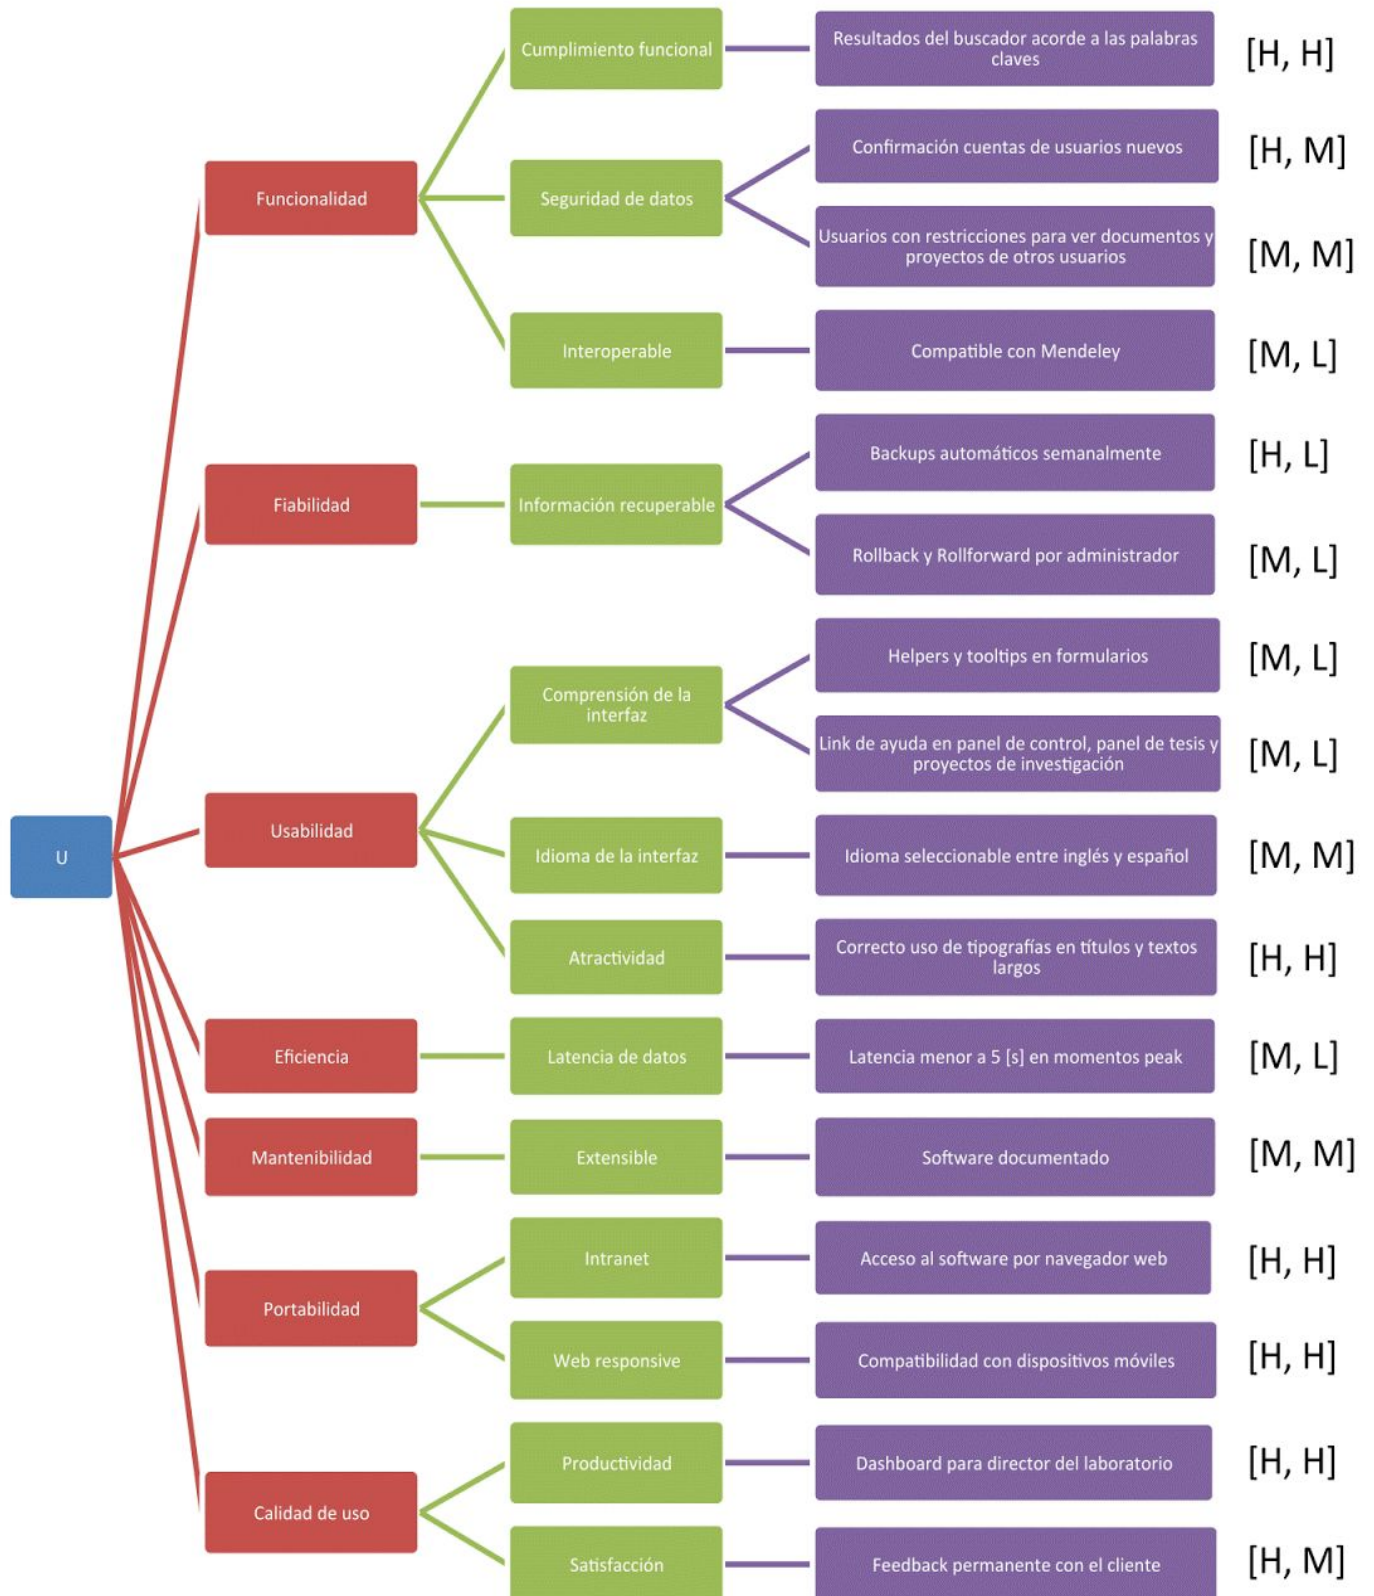 Cumplimiento funcional
Resultados del buscador acorde a las palabras
claves
[H, H]
Confirmación cuentas de usuarios nuevos
[H, M]
Funcionalidad
Seguridad de datos
Usuarios con restricciones para ver documentos y
proyectos de otros usuarios
[M, M]
Interoperable
Compatible con Mendeley
[M, L]
Backups automáticos semanalmente
[H, L]
Fiabilidad
Información recuperable
Rollback y Rollforward por administrador
[M, L]
Helpers y tooltips en formularios
[M, L]
Comprensión de la
interfaz
Link de ayuda en panel de control, panel de tesis y
proyectos de investigación
[M, L]
Usabilidad
U
Idioma de la interfaz
Idioma seleccionable entre inglés y español
[M, M]
Atractividad
Correcto uso de tipografías en títulos y textos
largos
[H, H]
Eficiencia
Latencia de datos
Latencia menor a 5 [s] en momentos peak
[M, L]
Mantenibilidad
Extensible
Software documentado
[M, M]
Intranet
Acceso al software por navegador web
[H, H]
Portabilidad
Web responsive
Compatibilidad con dispositivos móviles
[H, H]
Productividad
Dashboard para director del laboratorio
[H, H]
Calidad de uso
Satisfacción
Feedback permanente con el cliente
[H, M]